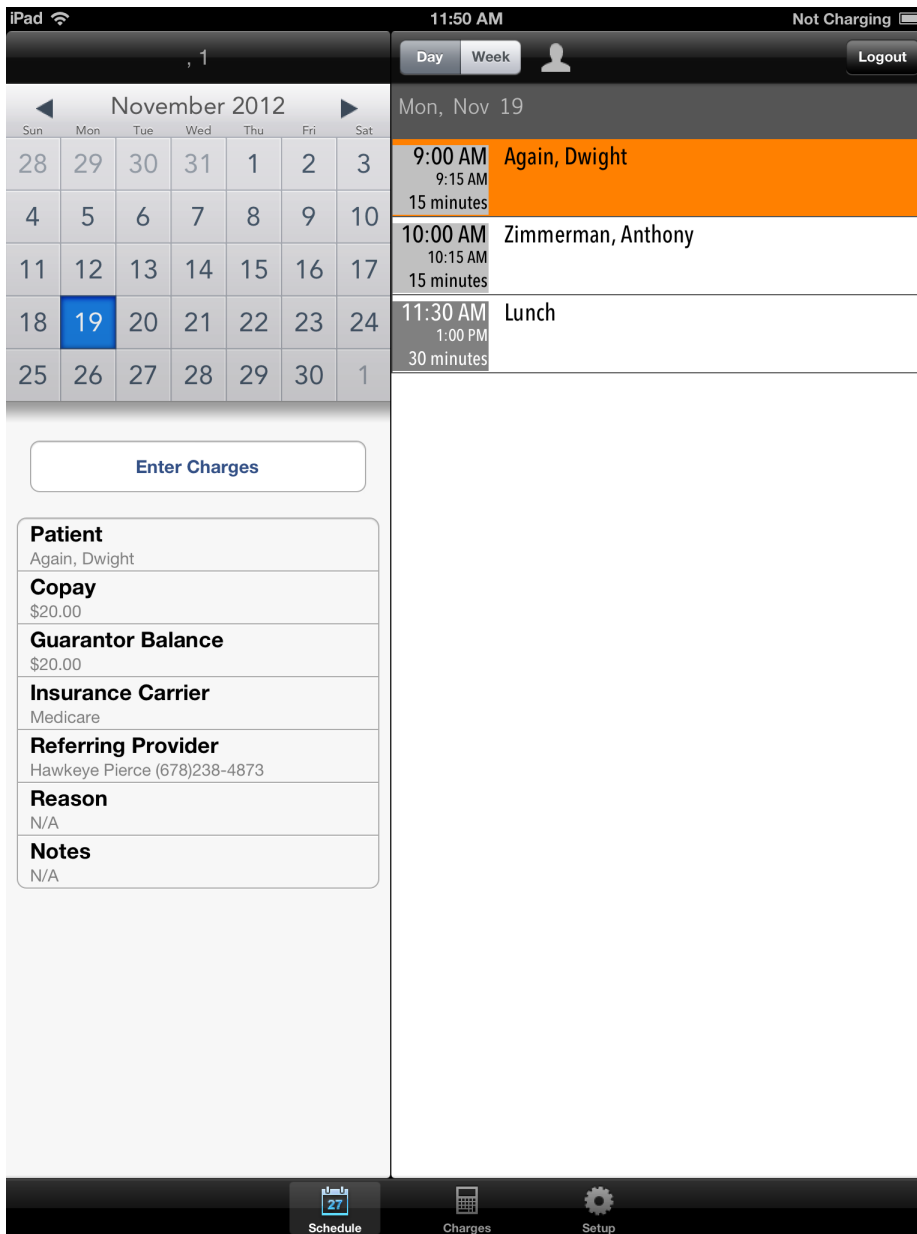 iPad 11:50 AM Not Charging
, 1
Day Week Logout
November 2012
Sun Mon Tue Wed Thu Fri Sat
28 29 30 31 1 2 3
4 5 6 7 8 9 10
11 12 13 14 15 16 17
18 19 20 21 22 23 24
25 26 27 28 29 30 1
Enter Charges
Patient
Again, Dwight
Copay
$20.00
Guarantor Balance
$20.00
Insurance Carrier
Medicare
Referring Provider
Hawkeye Pierce (678)238-4873
Reason
N/A
Notes
N/A
Mon, Nov 19
9:00 AM Again, Dwight
9:15 AM
15 minutes
10:00 AM Zimmerman, Anthony
10:15 AM
15 minutes
11:30 AM Lunch
1:00 PM
30 minutes
27
Schedule Charges Setup